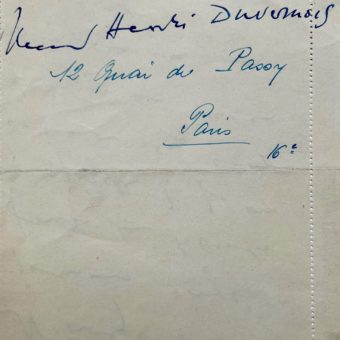 Henri Duvernois
12 Quai de Passy
Paris
16e